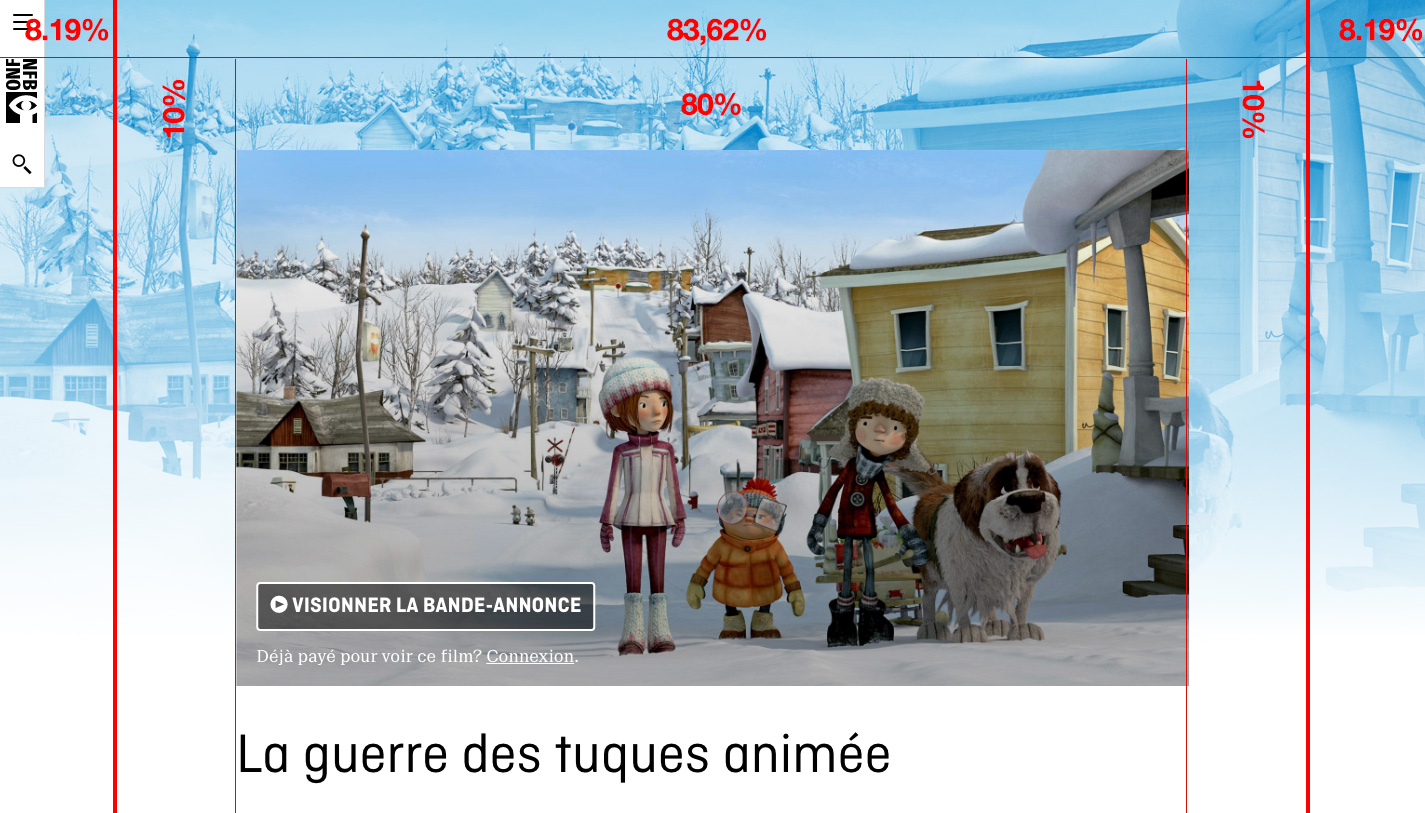 8.19%
83,62%
8.19%
ONF
NFB
10%
80%
10%
VISIONNER LA BANDE-ANNONCE
Déjà payé pour voir ce film? Connexion.
La guerre des tuques animée